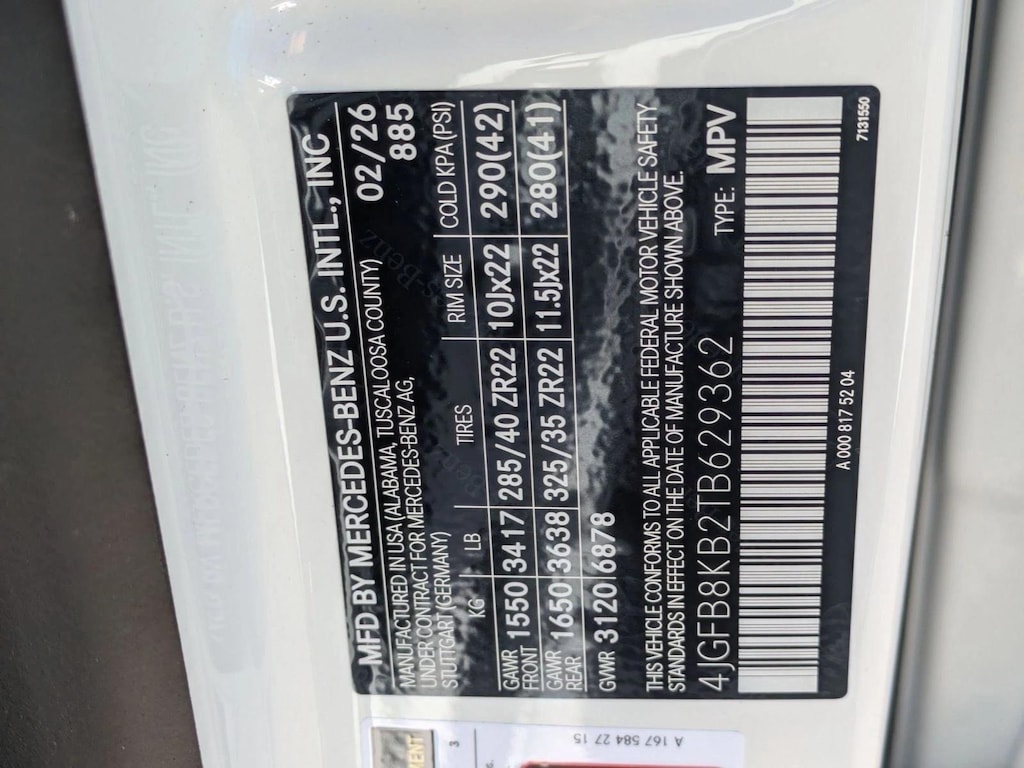 MFD BY MERCEDES-BENZ U.S. INTL., INC
MANUFACTURED IN USA (ALABAMA, TUSCALOOSA COUNTY) 02/26
UNDER CONTRACT FOR MERCEDES-BENZ AG, 885
STUTTGART (GERMANY)
KG LB TIRES RIM SIZE COLD KPA (PSI)
GAWR FRONT 1550 3417 285/40 ZR22 10Jx22 290(42)
GAWR REAR 1650 3638 325/35 ZR22 11.5Jx22 280(41)
GVWR 3120 6878
THIS VEHICLE CONFORMS TO ALL APPLICABLE FEDERAL MOTOR VEHICLE SAFETY
STANDARDS IN EFFECT ON THE DATE OF MANUFACTURE SHOWN ABOVE.
4JGFB8KB2TB629362 TYPE: MPV
A 000 817 52 04 7131550
A 167 584 27 15
3